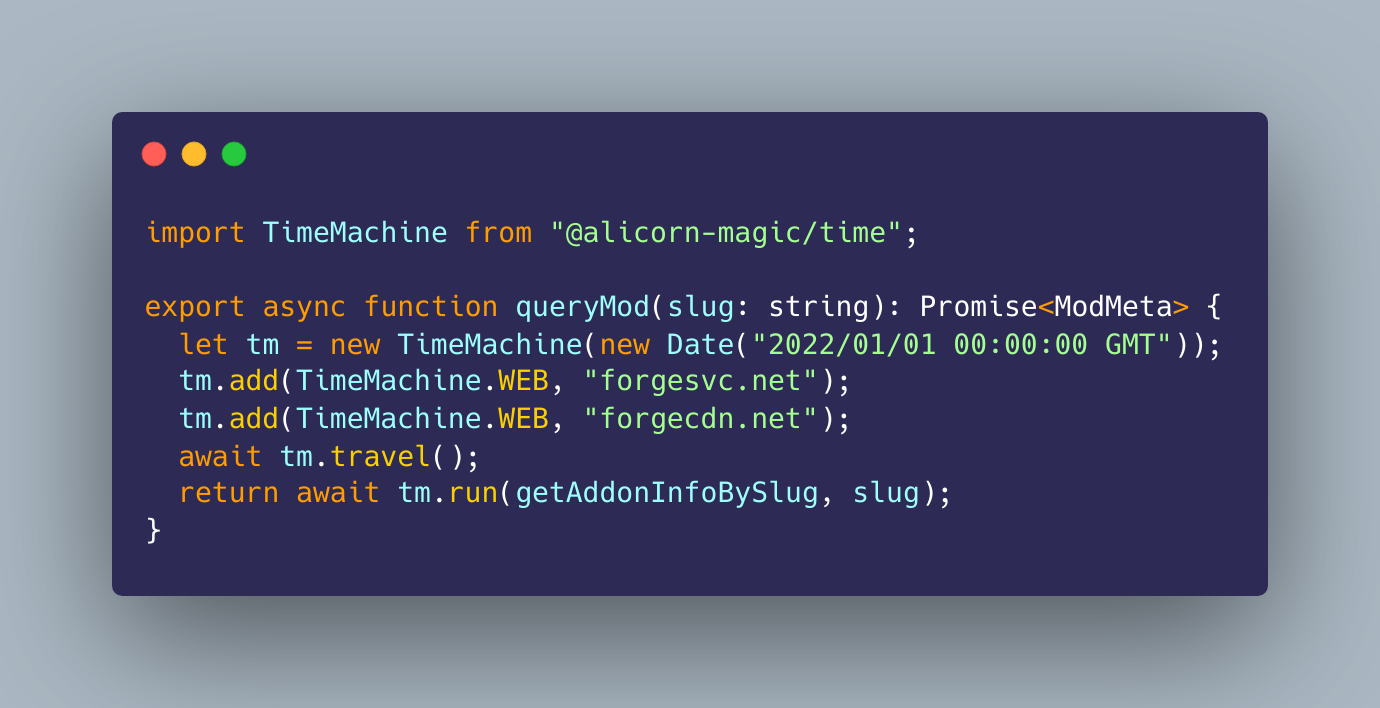 import TimeMachine from "@alicorn-magic/time";
export async function queryMod(slug: string): Promise<ModMeta> {
  let tm = new TimeMachine(new Date("2022/01/01 00:00:00 GMT"));
  tm.add(TimeMachine.WEB, "forgesvc.net");
  tm.add(TimeMachine.WEB, "forgecdn.net");
  await tm.travel();
  return await tm.run(getAddonInfoBySlug, slug);
}